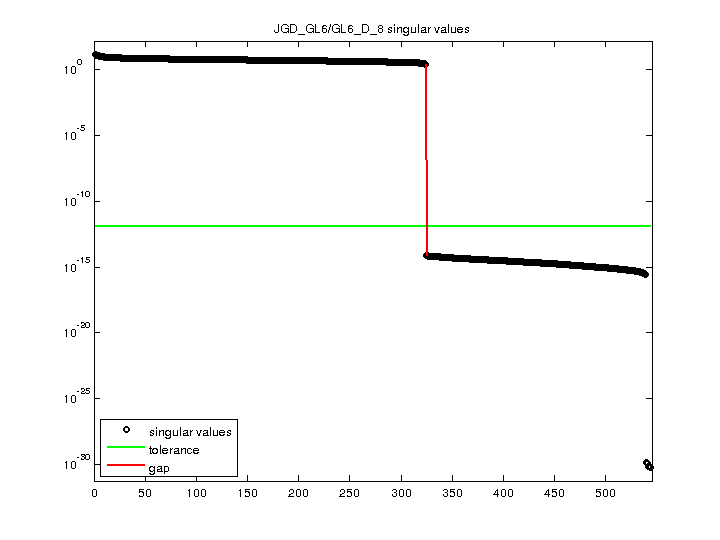 JGD_GL6/GL6_D_8 singular values
10^0
10^-5
10^-10
10^-15
10^-20
10^-25
10^-30
singular values
tolerance
gap
0 50 100 150 200 250 300 350 400 450 500